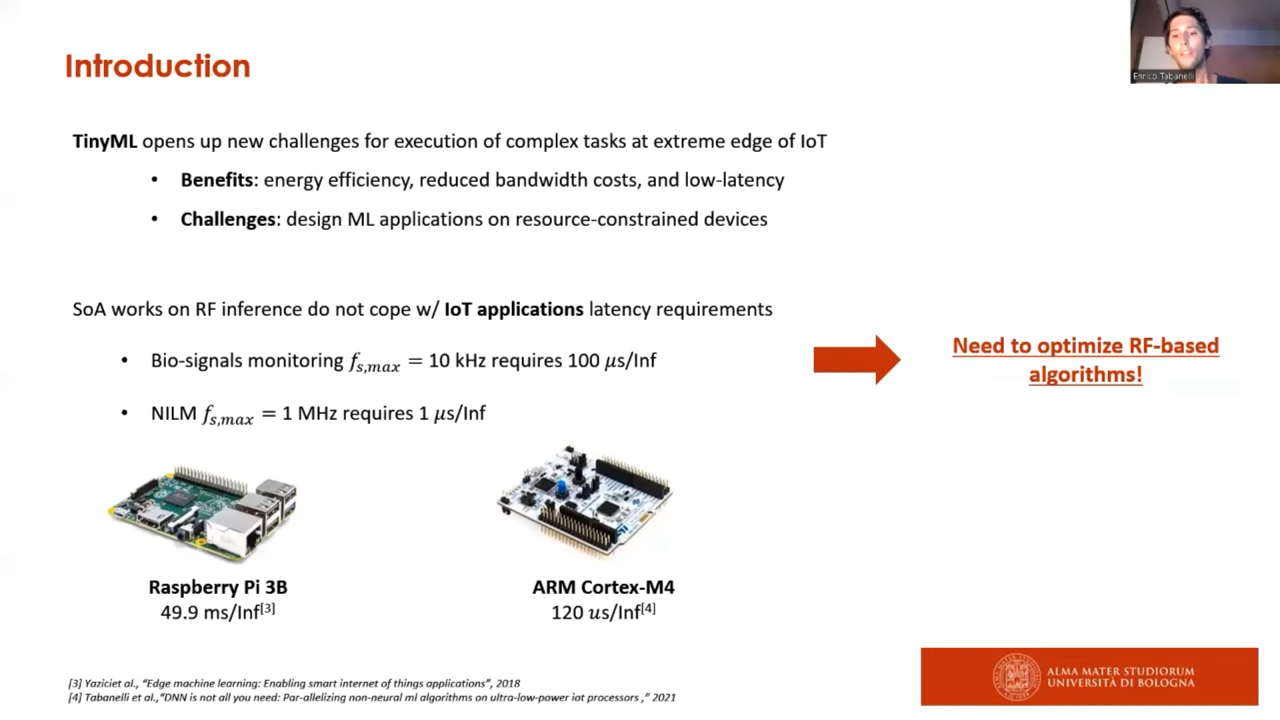 Introduction
Enrico Tabanelli
TinyML opens up new challenges for execution of complex tasks at extreme edge of IoT
• Benefits: energy efficiency, reduced bandwidth costs, and low-latency
• Challenges: design ML applications on resource-constrained devices
SoA works on RF inference do not cope w/ IoT applications latency requirements
• Bio-signals monitoring f_{s,max} = 10 kHz requires 100 μs/Inf
• NILM f_{s,max} = 1 MHz requires 1 μs/Inf
Need to optimize RF-based
algorithms!
Raspberry Pi 3B
49.9 ms/Inf[3]
ARM Cortex-M4
120 us/Inf[4]
[3] Yaziciet al., “Edge machine learning: Enabling smart internet of things applications”, 2018
[4] Tabanelli et al.,“DNN is not all you need: Par-allelizing non-neural ml algorithms on ultra-low-power iot processors ,” 2021
ALMA MATER STUDIORUM
UNIVERSITÀ DI BOLOGNA